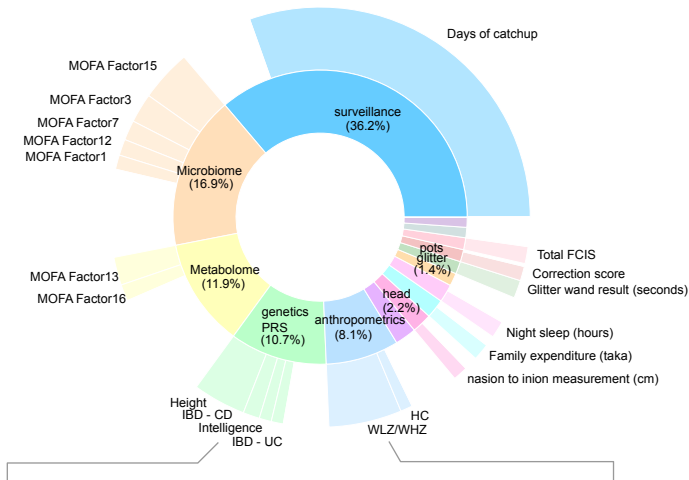 Days of catchup
MOFA Factor15
MOFA Factor3
MOFA Factor7
MOFA Factor12
MOFA Factor1
surveillance
(36.2%)
Microbiome
(16.9%)
MOFA Factor13
MOFA Factor16
Metabolome
(11.9%)
genetics
PRS
(10.7%)
anthropometrics
(8.1%)
head
(2.2%)
pots
glitter
(1.4%)
Total FCIS
Correction score
Glitter wand result (seconds)
Night sleep (hours)
Family expenditure (taka)
nasion to inion measurement (cm)
Height
IBD - CD
Intelligence
IBD - UC
HC
WLZ/WHZ